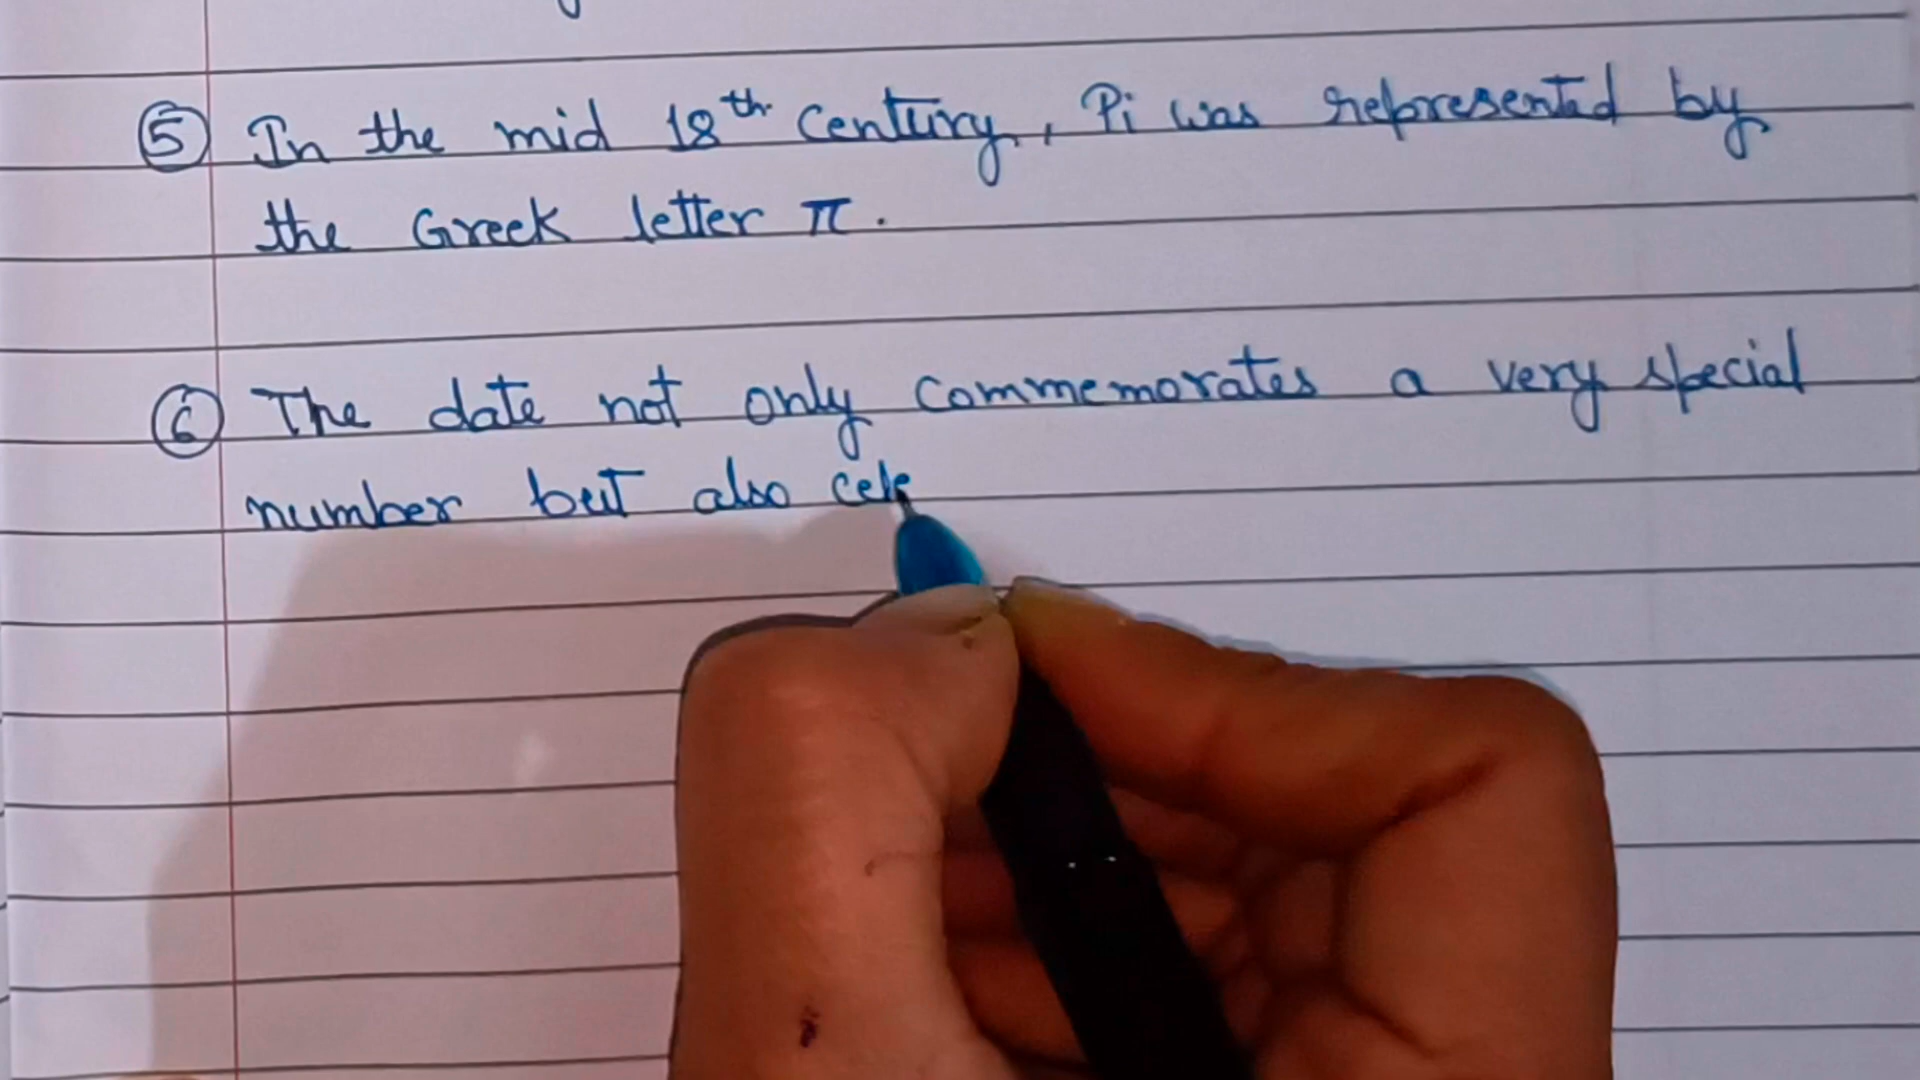 5 In the mid 18th century, Pi was represented by
the Greek letter π.
6 The date not only commemorates a very special
number but also cele